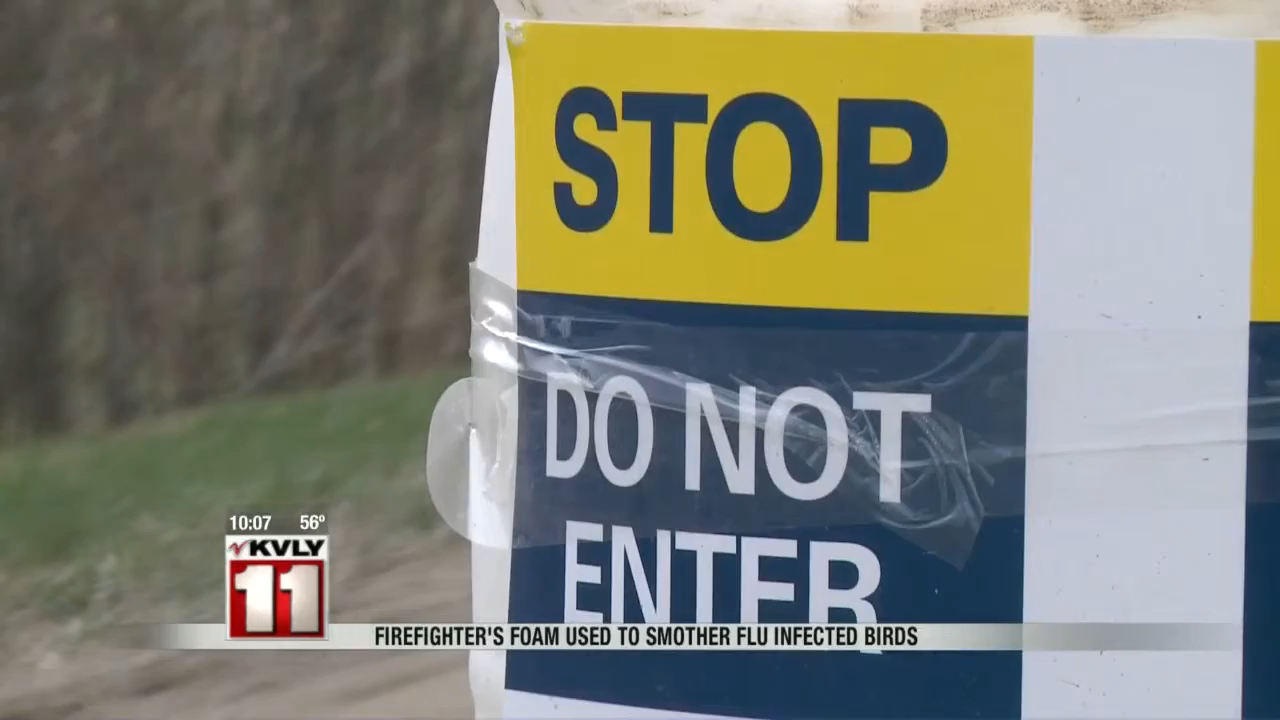 STOP
DO NOT
ENTER
10:07 56°
KVLY
11
FIREFIGHTER'S FOAM USED TO SMOTHER FLU INFECTED BIRDS